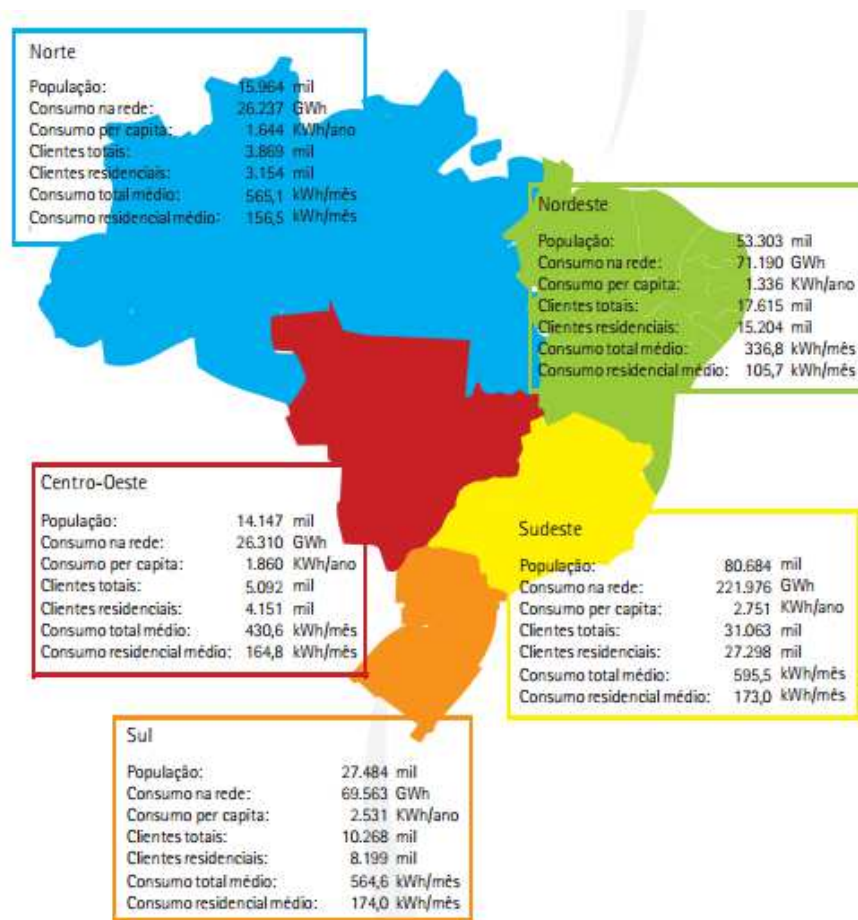 Norte
População: 15.964 mil
Consumo na rede: 26.237 GWh
Consumo per capita: 1.644 KWh/ano
Clientes totais: 3.869 mil
Clientes residenciais: 3.154 mil
Consumo total médio: 565,1 kWh/mês
Consumo residencial médio: 156,5 kWh/mês
Nordeste
População: 53.303 mil
Consumo na rede: 71.190 GWh
Consumo per capita: 1.336 KWh/ano
Clientes totais: 17.615 mil
Clientes residenciais: 15.204 mil
Consumo total médio: 336,8 kWh/mês
Consumo residencial médio: 105,7 kWh/mês
Centro-Oeste
População: 14.147 mil
Consumo na rede: 26.310 GWh
Consumo per capita: 1.860 KWh/ano
Clientes totais: 5.092 mil
Clientes residenciais: 4.151 mil
Consumo total médio: 430,6 kWh/mês
Consumo residencial médio: 164,8 kWh/mês
Sudeste
População: 80.684 mil
Consumo na rede: 221.976 GWh
Consumo per capita: 2.751 KWh/ano
Clientes totais: 31.063 mil
Clientes residenciais: 27.298 mil
Consumo total médio: 595,5 kWh/mês
Consumo residencial médio: 173,0 kWh/mês
Sul
População: 27.484 mil
Consumo na rede: 69.563 GWh
Consumo per capita: 2.531 KWh/ano
Clientes totais: 10.268 mil
Clientes residenciais: 8.199 mil
Consumo total médio: 564,6 kWh/mês
Consumo residencial médio: 174,0 kWh/mês